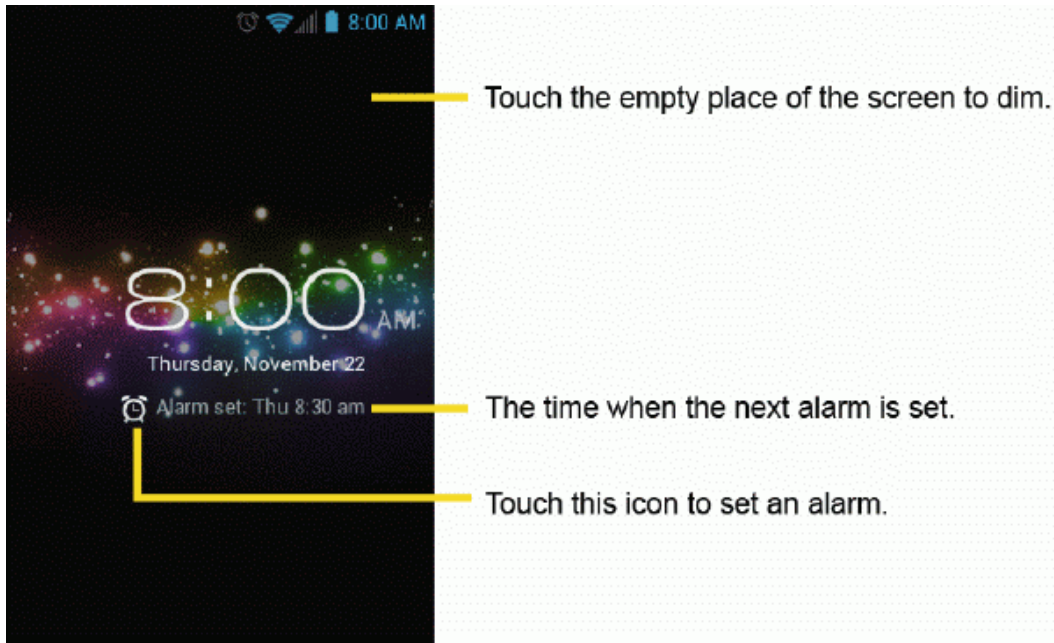 8:00 AM
Touch the empty place of the screen to dim.
8:00 AM
Thursday, November 22
Alarm set: Thu 8:30 am
The time when the next alarm is set.
Touch this icon to set an alarm.